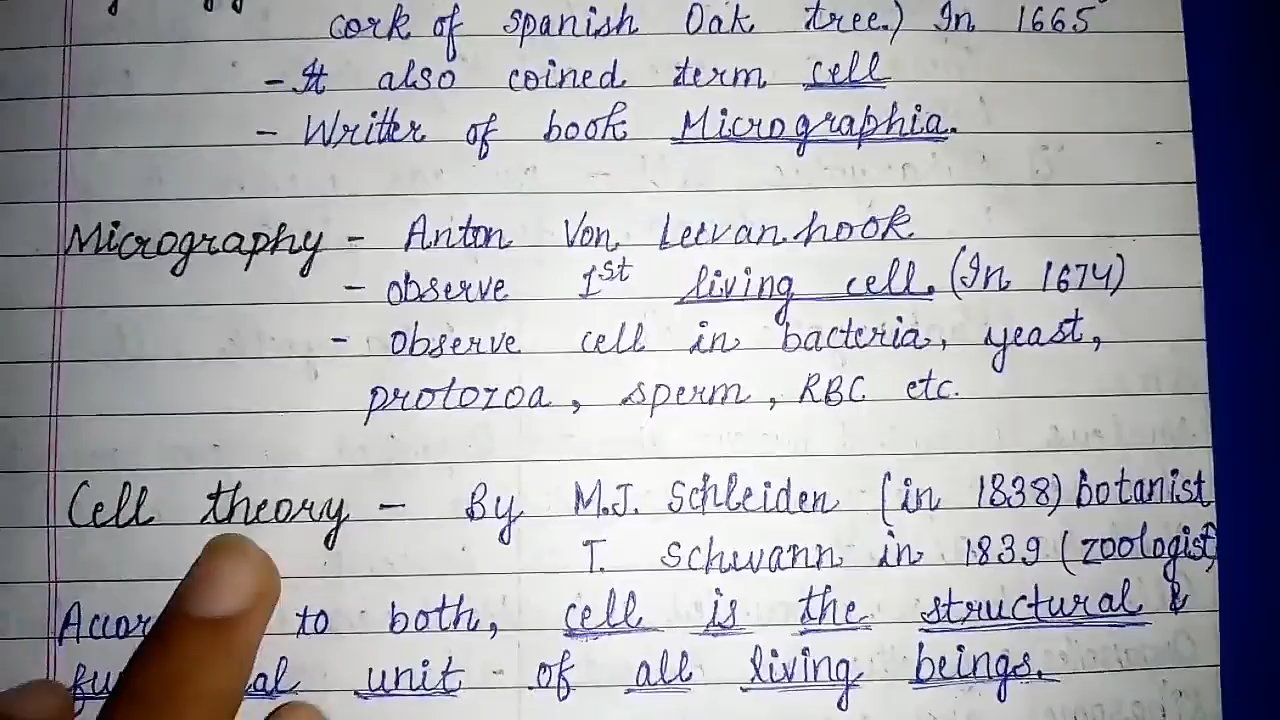 cork of spanish Oak tree.) In 1665
- It also coined term cell
- Writter of book Micrographia.
Micrography - Anton Von Leevanhook
- observe 1st living cell. (In 1674)
- observe cell in bacteria, yeast,
protozoa, sperm, RBC etc.
Cell theory - By M.J. Schleiden (in 1838) botanist
T. Schwann in 1839 (zoologist)
to both, cell is the structural &
unit of all living beings.